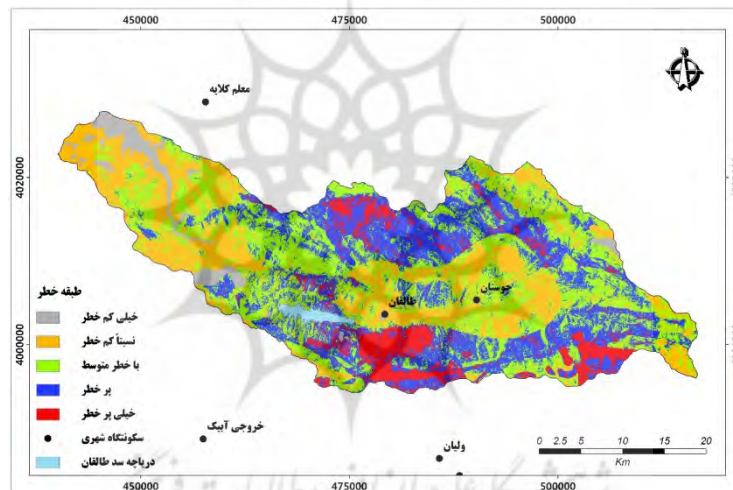 450000 475000 500000
معلم کلایه
4020000
جوستان
طالقان
4000000
طبقه خطر
خیلی کم خطر
نسبتاً کم خطر
با خطر متوسط
پر خطر
خیلی پر خطر
سکونتگاه شهری
دریاچه سد طالقان
خروجی آبیک
ولیان
0 2.5 5 10 15 20
Km
450000 475000 500000